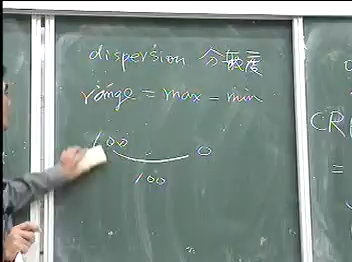 dispersion 分散度
range = max - min
100 0
100
CR
=